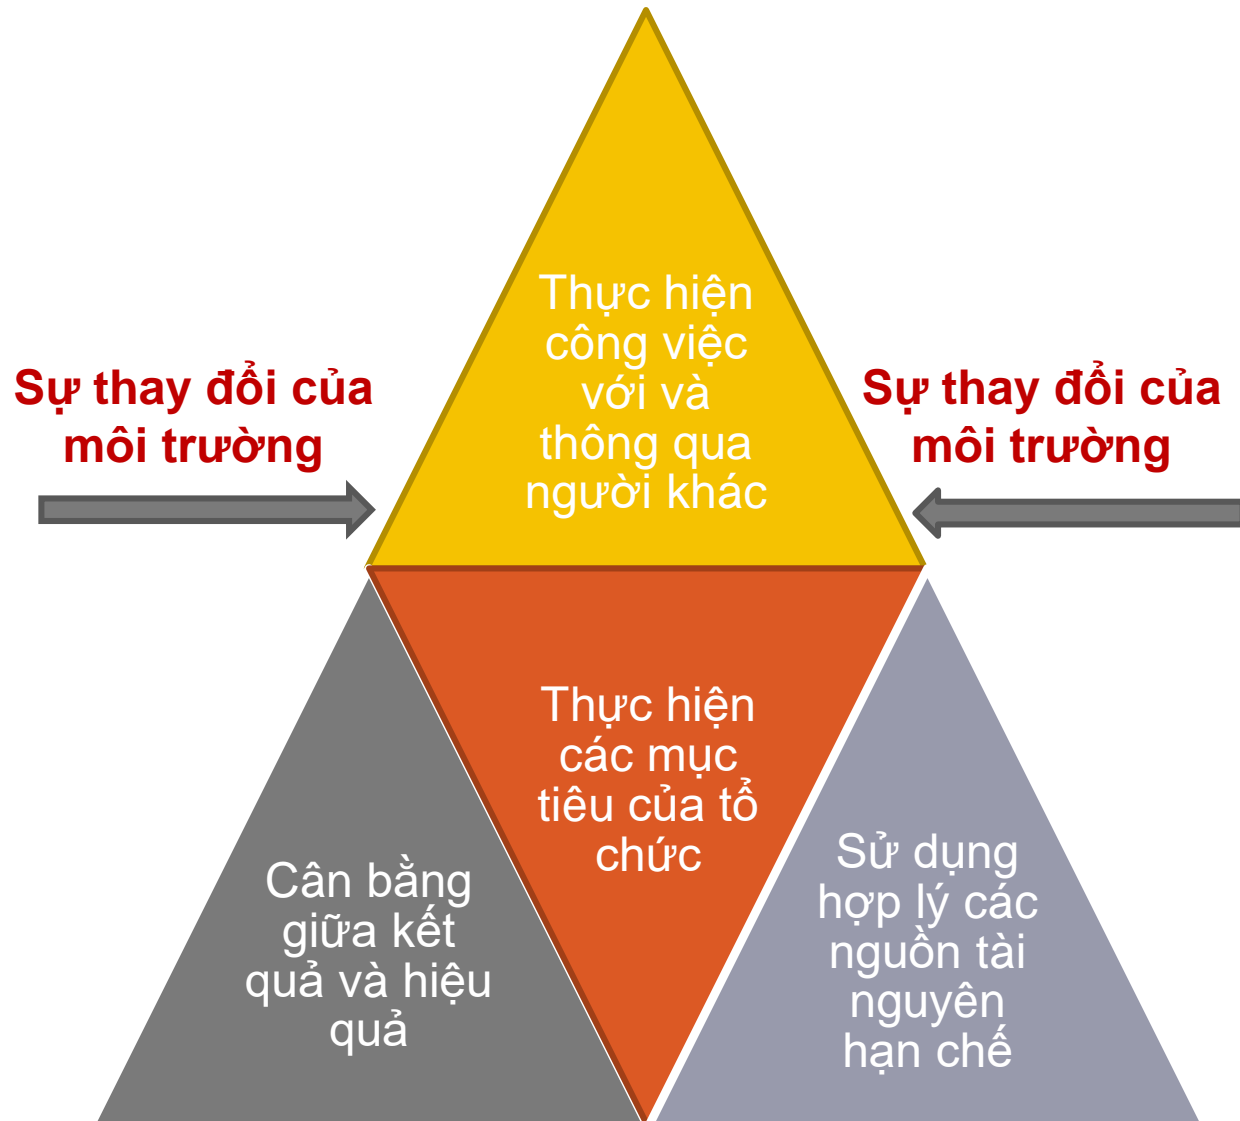 Thực hiện
công việc
với và
thông qua
người khác
Sự thay đổi của
môi trường
Sự thay đổi của
môi trường
Thực hiện
các mục
tiêu của tổ
chức
Cân bằng
giữa kết
quả và hiệu
quả
Sử dụng
hợp lý các
nguồn tài
nguyên
hạn chế